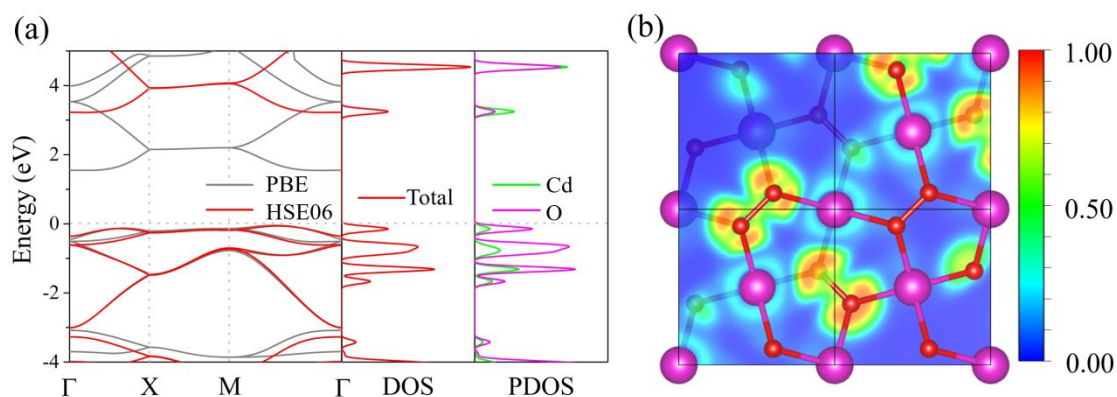 (a)
Energy (eV)
4
2
0
-2
-4
PBE
HSE06
Total
Cd
O
Γ
X
M
Γ
DOS
PDOS
(b)
1.00
0.50
0.00